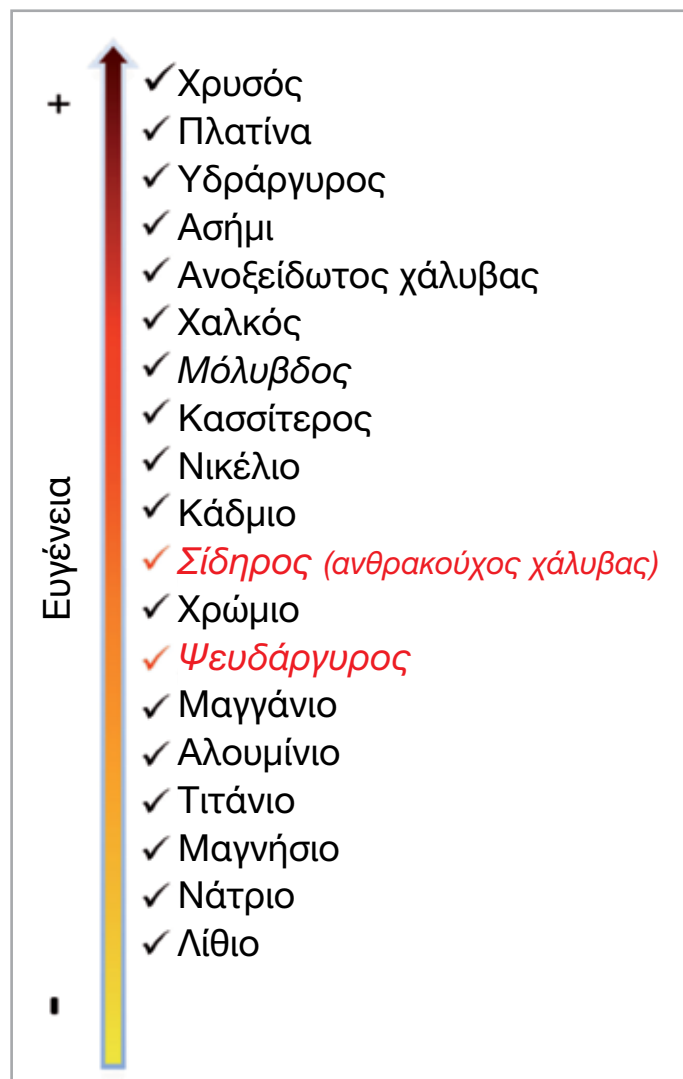 +
✓ Χρυσός
✓ Πλατίνα
✓ Υδράργυρος
✓ Ασήμι
✓ Ανοξείδωτος χάλυβας
✓ Χαλκός
✓ Μόλυβδος
✓ Κασσίτερος
✓ Νικέλιο
✓ Κάδμιο
✓ Σίδηρος (ανθρακούχος χάλυβας)
✓ Χρώμιο
✓ Ψευδάργυρος
✓ Μαγγάνιο
✓ Αλουμίνιο
✓ Τιτάνιο
✓ Μαγνήσιο
✓ Νάτριο
✓ Λίθιο
Ευγένεια
-